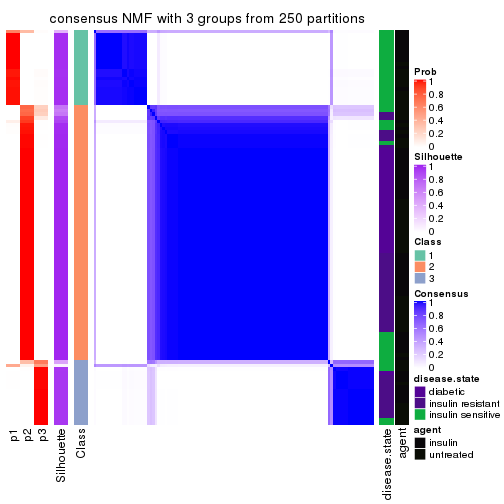 consensus NMF with 3 groups from 250 partitions
Prob
1
0.8
0.6
0.4
0.2
0
Silhouette
1
0.8
0.6
0.4
0.2
0
Class
1
2
3
Consensus
1
0.8
0.6
0.4
0.2
0
disease.state
diabetic
insulin resistant
insulin sensitive
agent
insulin
untreated
p1
p2
p3
Silhouette
Class
disease.state
agent